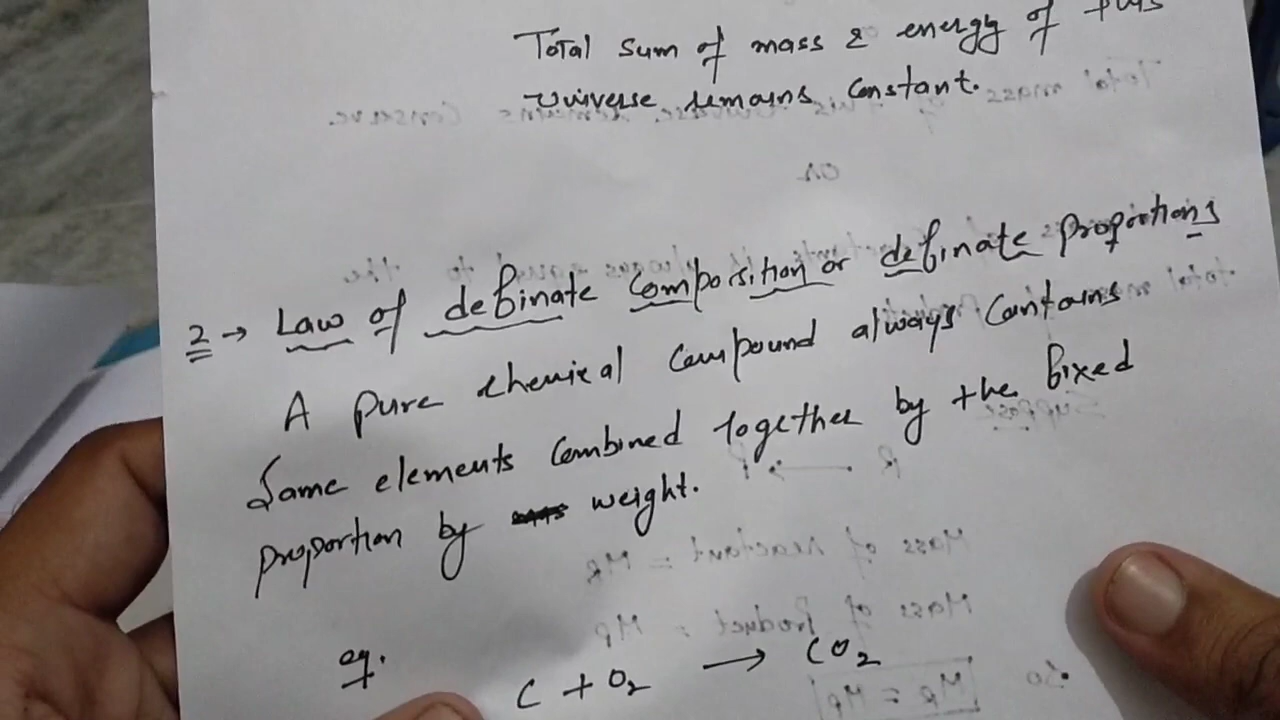 Total sum of mass & energy of this
universe remains constant.
2 → Law of definate composition or definate proportions
A pure chemical compound always contains
Same elements combined together by the fixed
proportion by weight.
eg.
C + O₂ → CO₂